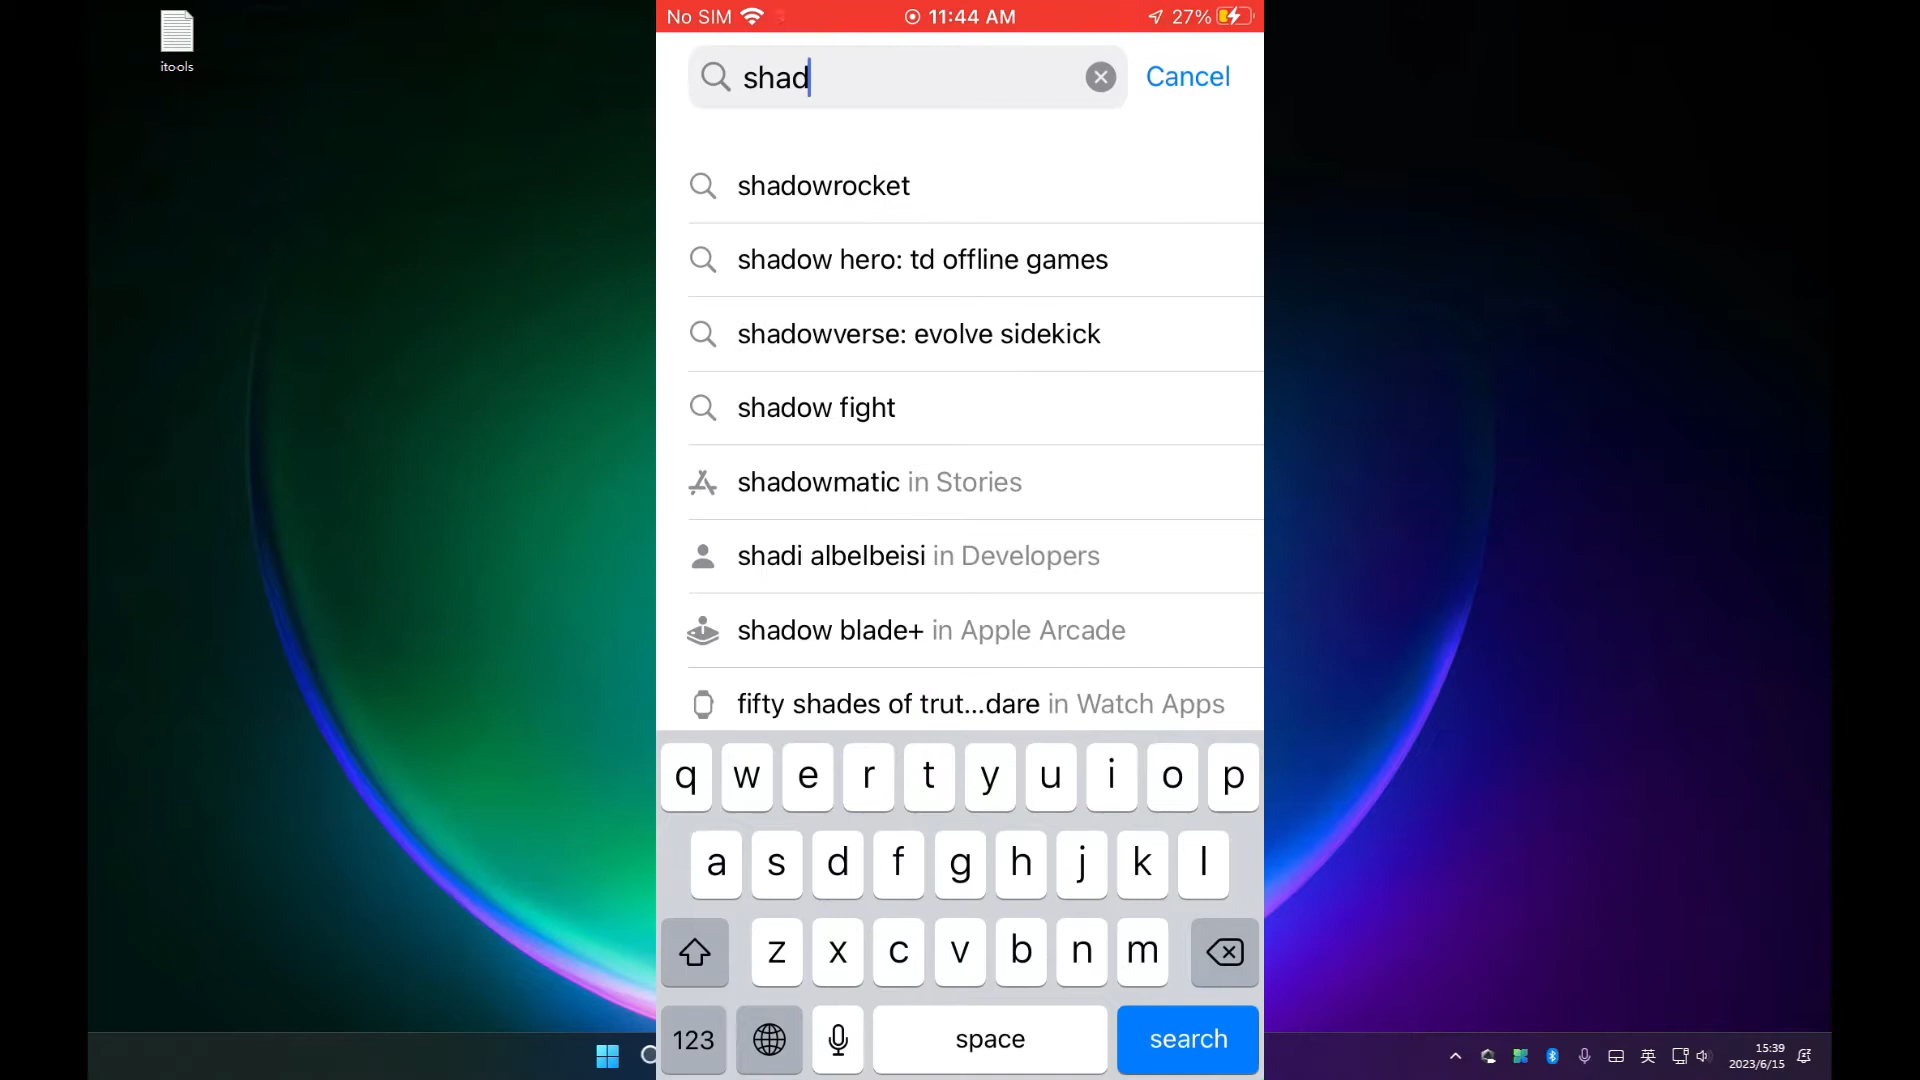 itools
No SIM 11:44 AM 27%
shad Cancel
shadowrocket
shadow hero: td offline games
shadowverse: evolve sidekick
shadow fight
shadowmatic in Stories
shadi albelbeisi in Developers
shadow blade+ in Apple Arcade
fifty shades of trut...dare in Watch Apps
q w e r t y u i o p
a s d f g h j k l
z x c v b n m
123 space search
英
15:39
2023/6/15